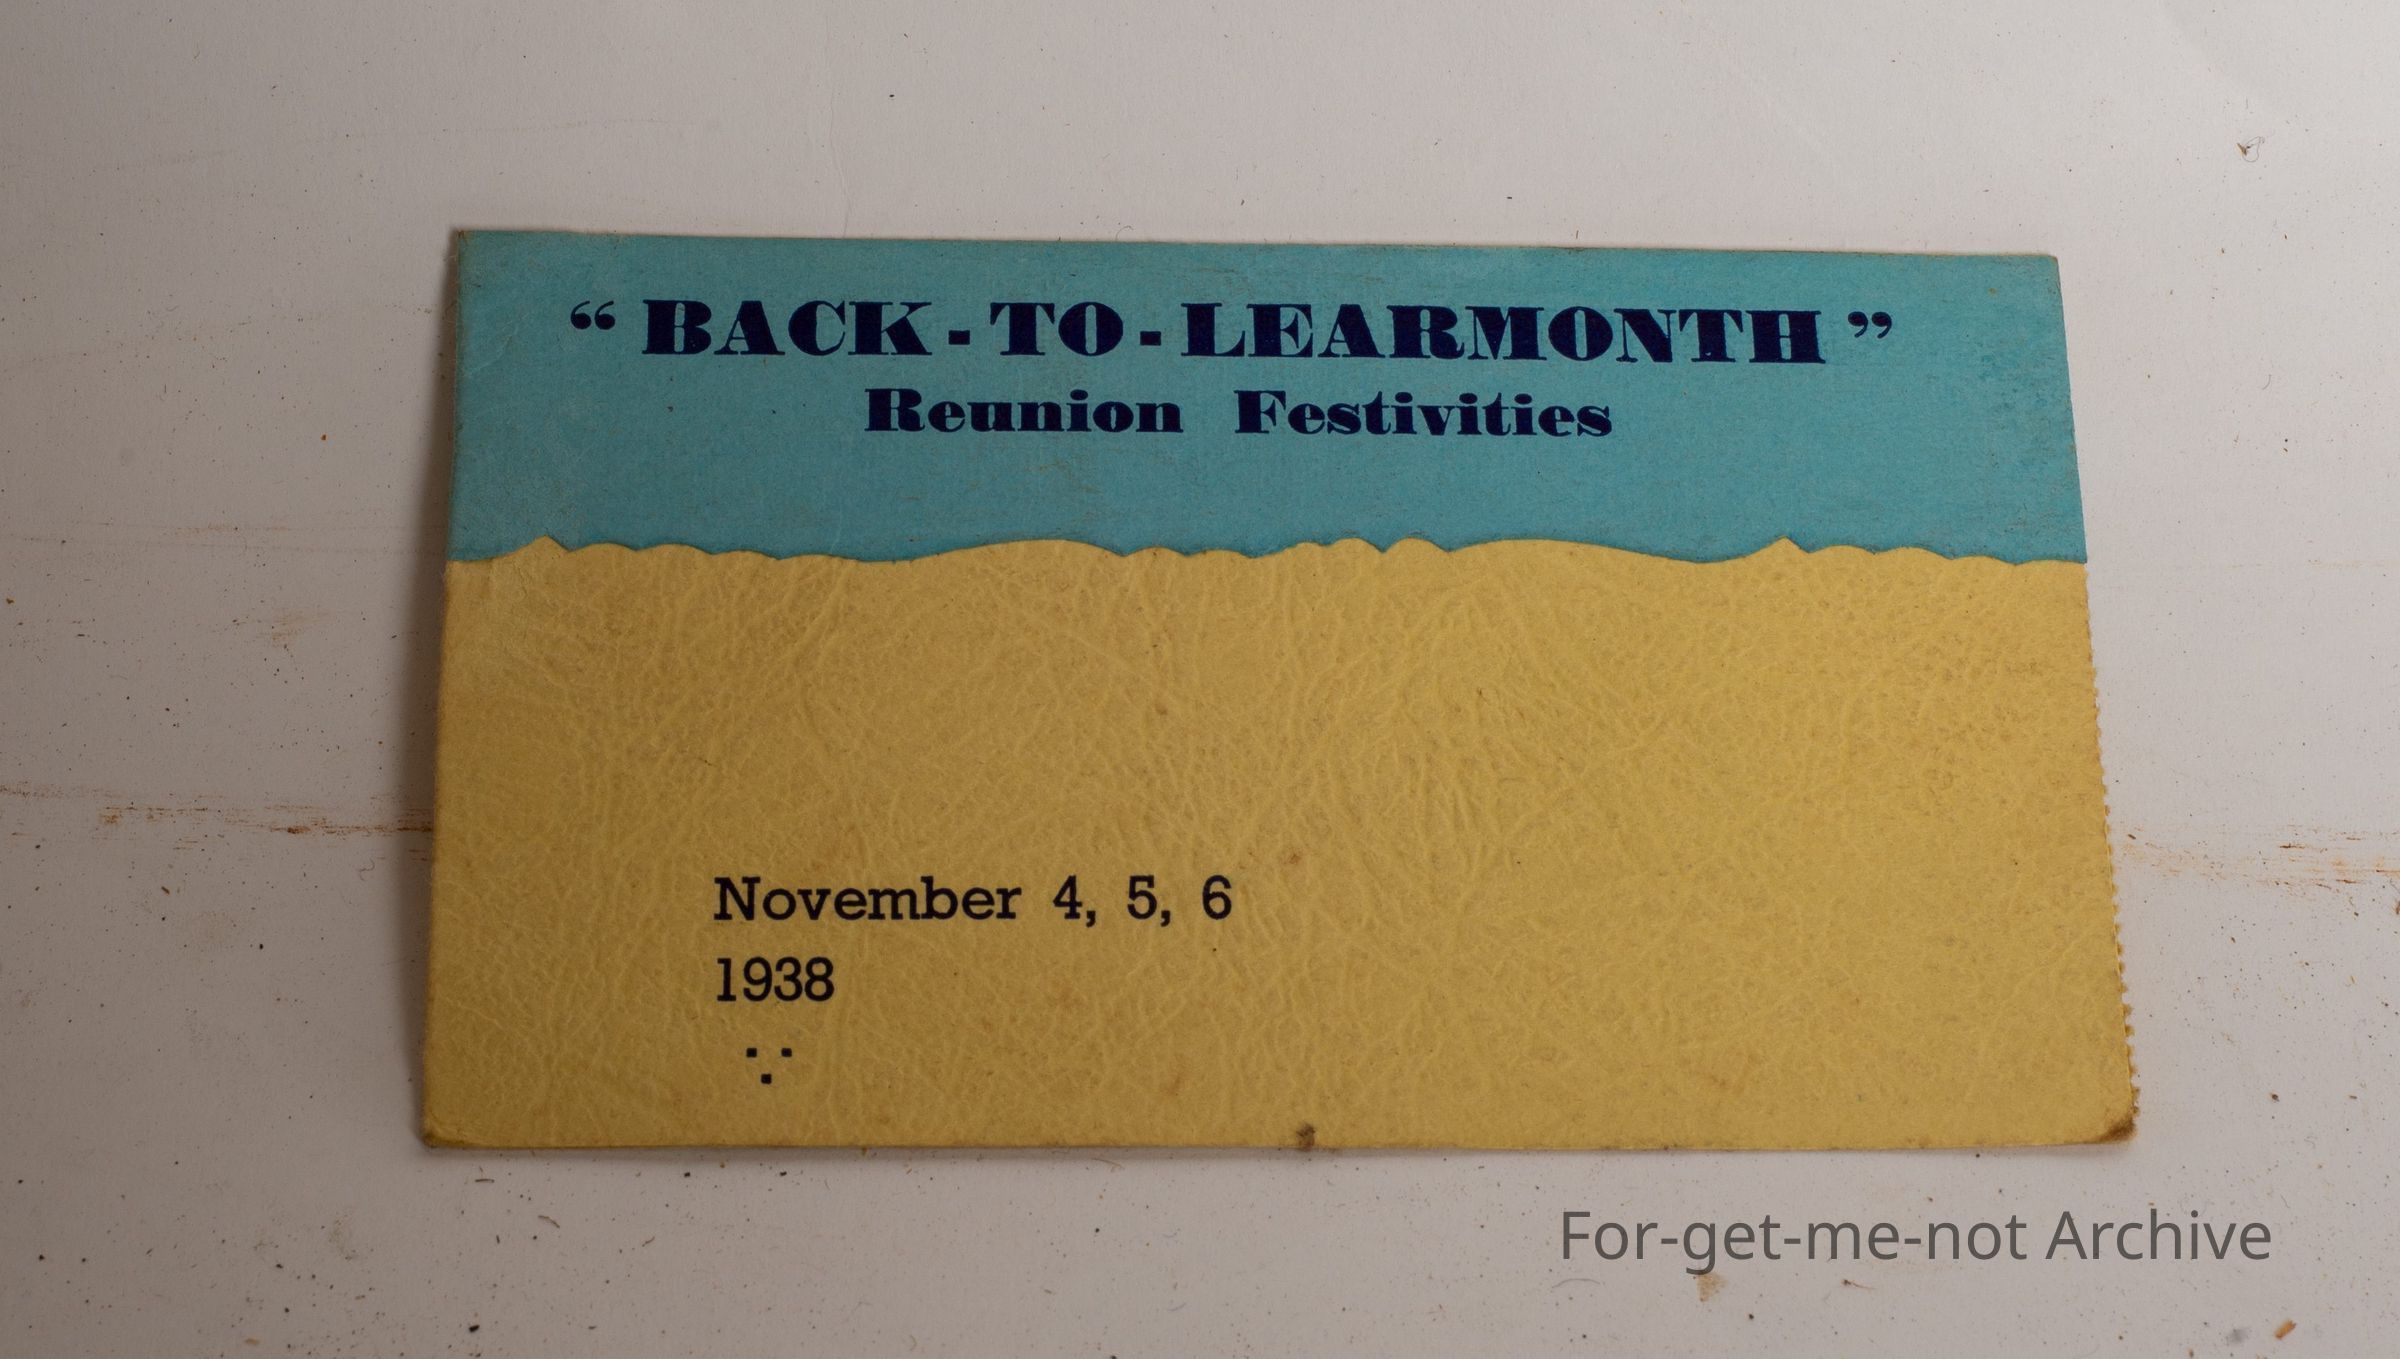 “ BACK - TO - LEARMONTH ”
Reunion Festivities
November 4, 5, 6
1938
For-get-me-not Archive